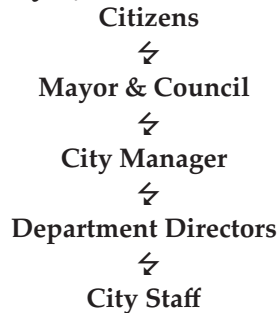 Citizens
Mayor & Council
City Manager
Department Directors
City Staff